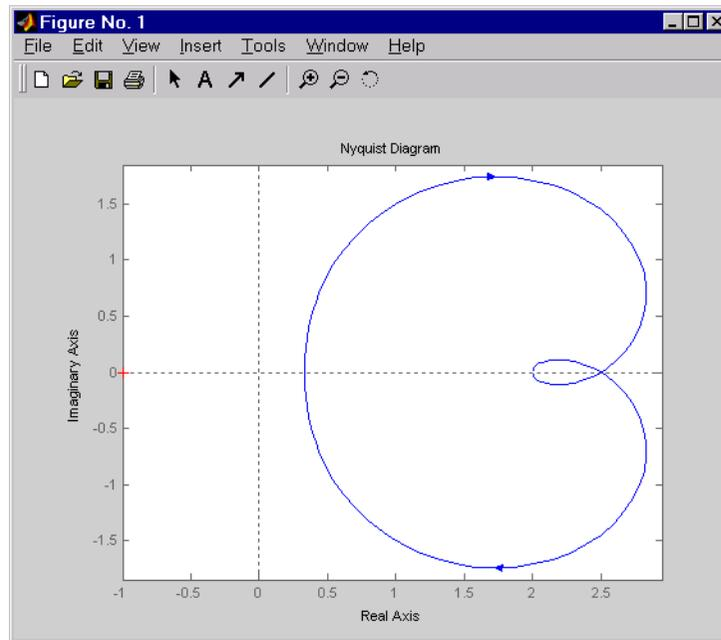 Figure No. 1
File Edit View Insert Tools Window Help
A
Nyquist Diagram
1.5
1
0.5
0
-0.5
-1
-1.5
Imaginary Axis
-1 -0.5 0 0.5 1 1.5 2 2.5
Real Axis